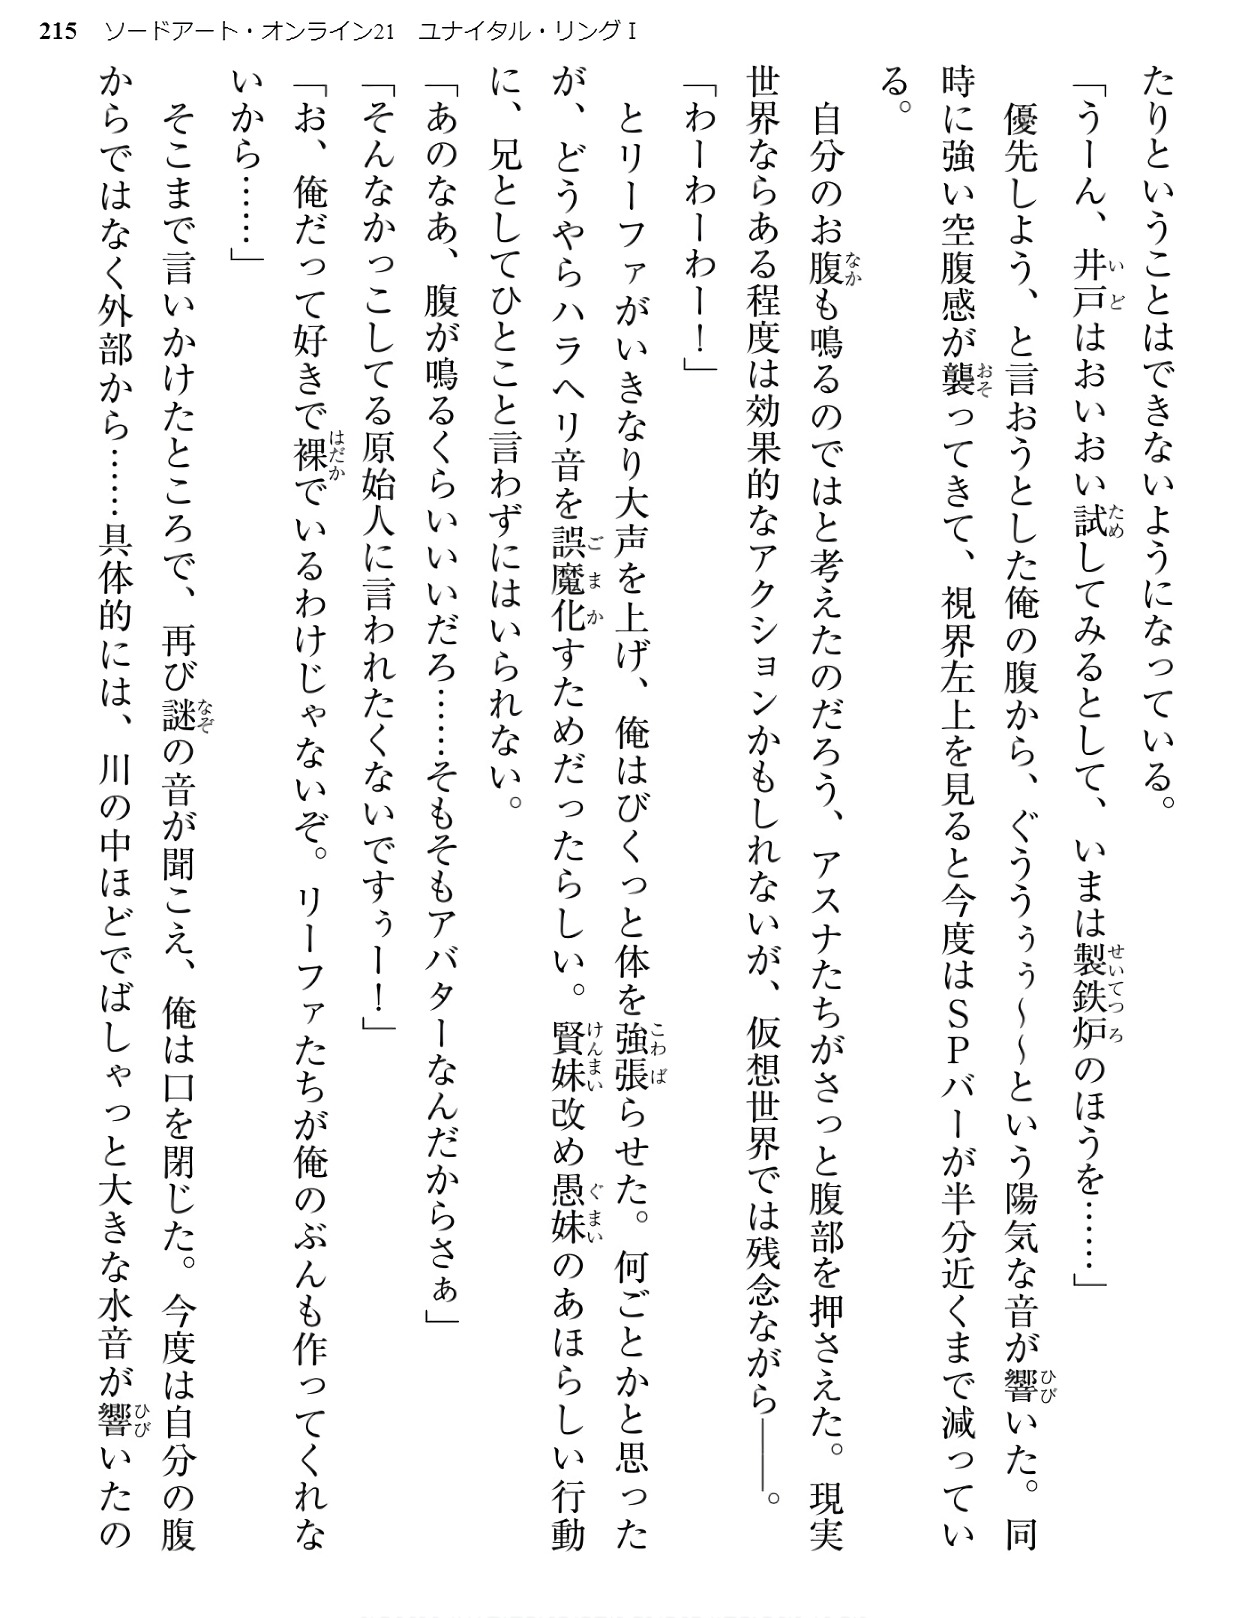 215 ソードアート・オンライン21 ユナイタル・リングⅠ
たりということはできないようになっている。
「うーん、井戸はおいおい試してみるとして、いまは製鉄炉のほうを……」
優先しよう、と言おうとした俺の腹から、ぐううぅぅ～～という陽気な音が響いた。同
時に強い空腹感が襲ってきて、視界左上を見ると今度はＳＰバーが半分近くまで減ってい
る。
自分のお腹も鳴るのではと考えたのだろう、アスナたちがさっと腹部を押さえた。現実
世界ならある程度は効果的なアクションかもしれないが、仮想世界では残念ながら――。
「わーわーわー！」
とリーファがいきなり大声を上げ、俺はびくっと体を強張らせた。何ごとかと思った
が、どうやらハラヘリ音を誤魔化すためだったらしい。賢妹改め愚妹のあほらしい行動
に、兄としてひとこと言わずにはいられない。
「あのなあ、腹が鳴るくらいいいだろ……そもそもアバターなんだからさぁ」
「そんなかっこしてる原始人に言われたくないですぅー！」
「お、俺だって好きで裸でいるわけじゃないぞ。リーファたちが俺のぶんも作ってくれな
いから……」
そこまで言いかけたところで、再び謎の音が聞こえ、俺は口を閉じた。今度は自分の腹
からではなく外部から……具体的には、川の中ほどでばしゃっと大きな水音が響いたの